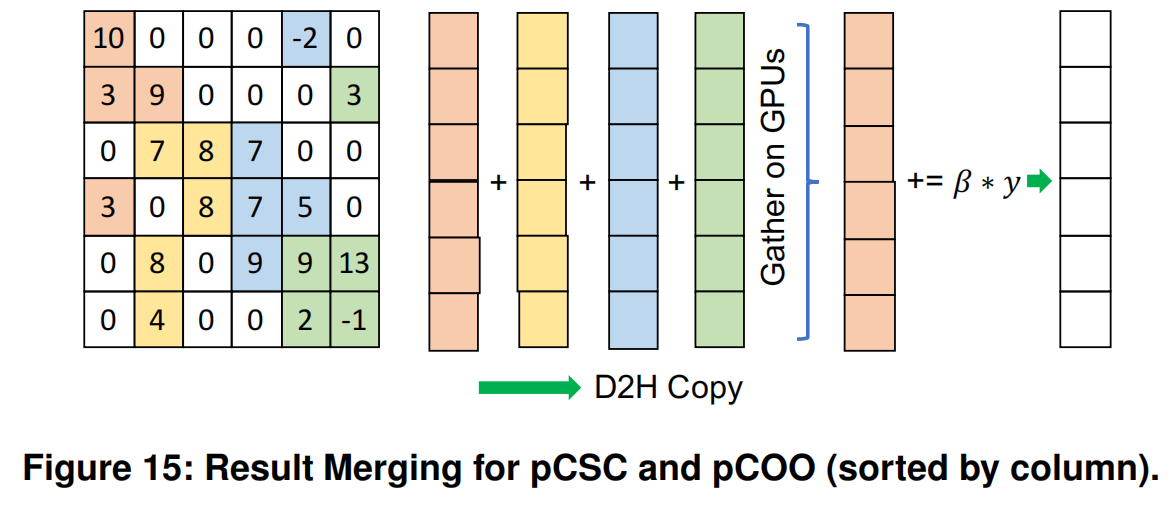 10 0 0 0 -2 0
3 9 0 0 0 3
0 7 8 7 0 0
3 0 8 7 5 0
0 8 0 9 9 13
0 4 0 0 2 -1
+ + +
Gather on GPUs
+= β * y
D2H Copy
Figure 15: Result Merging for pCSC and pCOO (sorted by column).